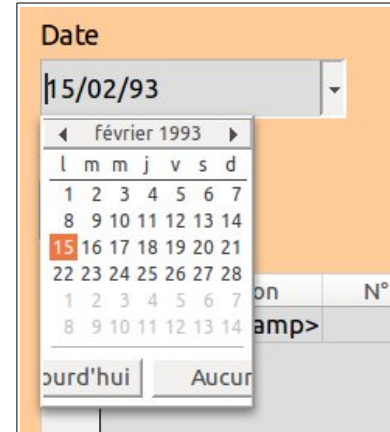 Date
15/02/93
février 1993
l m m j v s d
1 2 3 4 5 6 7
8 9 10 11 12 13 14
15 16 17 18 19 20 21
22 23 24 25 26 27 28
1 2 3 4 5 6 7
8 9 10 11 12 13 14
on N°
amp>
ourd'hui Aucun